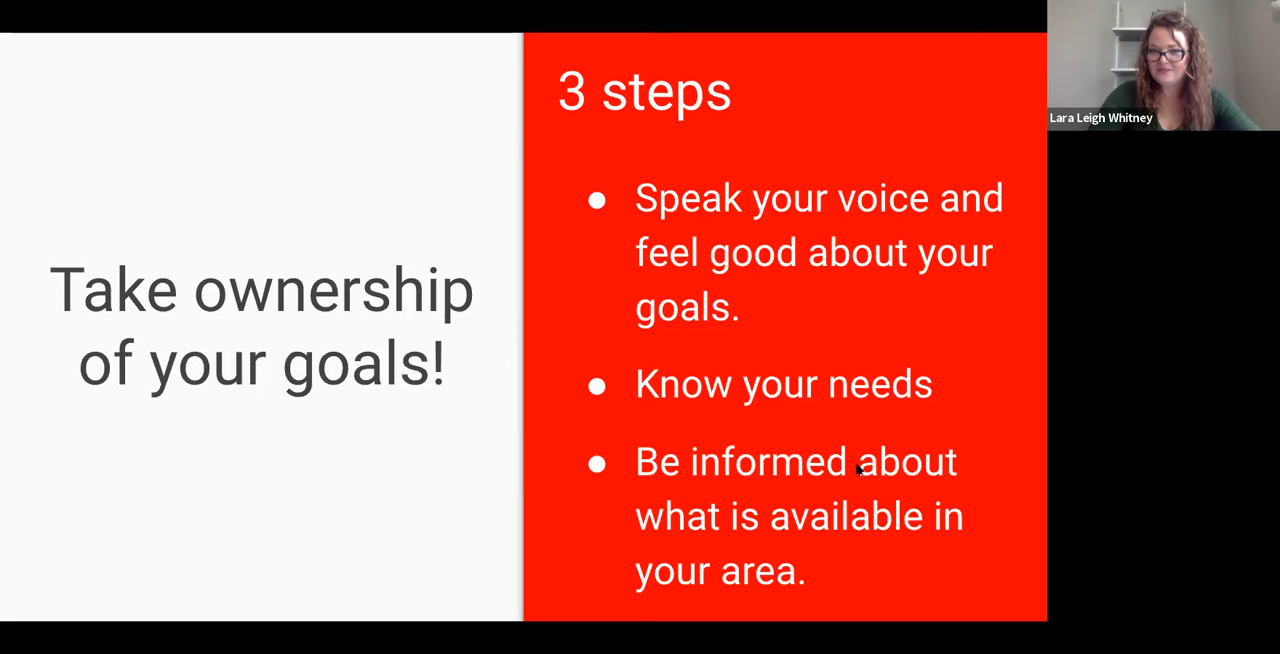 Take ownership
of your goals!
3 steps
● Speak your voice and
feel good about your
goals.
● Know your needs
● Be informed about
what is available in
your area.
Lara Leigh Whitney